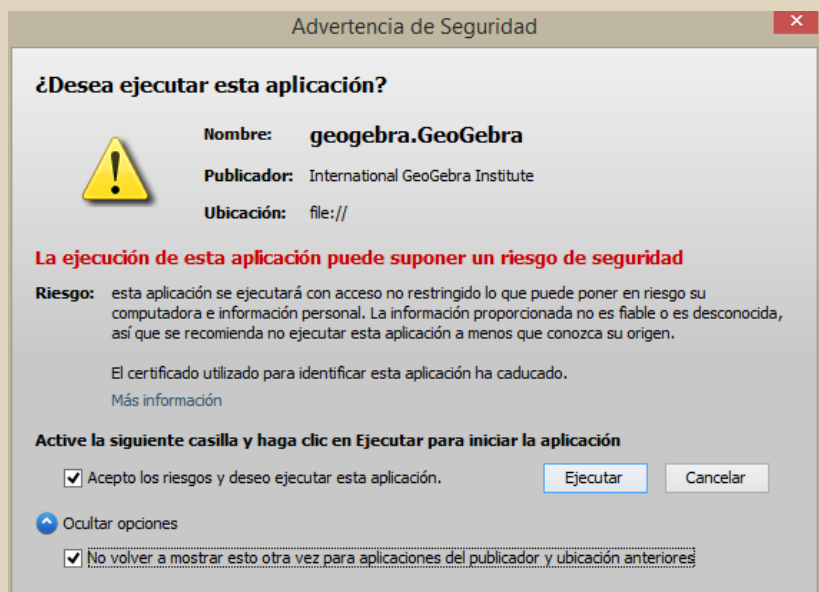 Advertencia de Seguridad
¿Desea ejecutar esta aplicación?
Nombre: geogebra.GeoGebra
Publicador: International GeoGebra Institute
Ubicación: file://
La ejecución de esta aplicación puede suponer un riesgo de seguridad
Riesgo: esta aplicación se ejecutará con acceso no restringido lo que puede poner en riesgo su
computadora e información personal. La información proporcionada no es fiable o es desconocida,
así que se recomienda no ejecutar esta aplicación a menos que conozca su origen.
El certificado utilizado para identificar esta aplicación ha caducado.
Más información
Active la siguiente casilla y haga clic en Ejecutar para iniciar la aplicación
Acepto los riesgos y deseo ejecutar esta aplicación. Ejecutar Cancelar
Ocultar opciones
No volver a mostrar esto otra vez para aplicaciones del publicador y ubicación anteriores